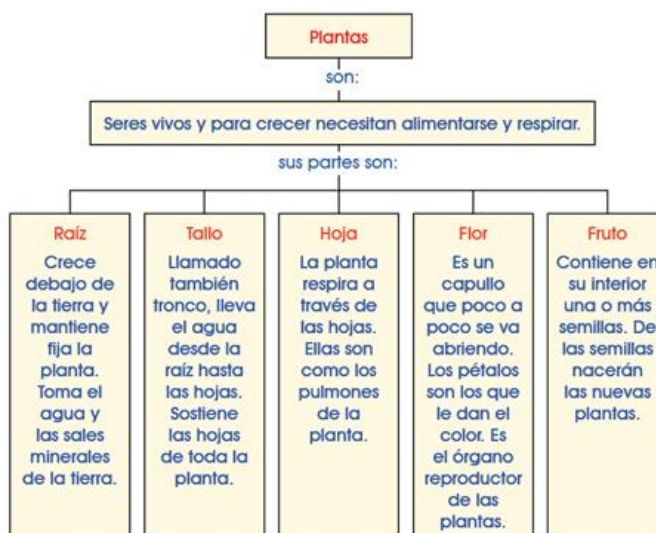 Plantas
son:
Seres vivos y para crecer necesitan alimentarse y respirar.
sus partes son:
Raíz
Crece
debajo de
la tierra y
mantiene
fija la
planta.
Toma el
agua y
las sales
minerales
de la tierra.
Tallo
Llamado
también
tronco, lleva
el agua
desde la
raíz hasta
las hojas.
Sostiene
las hojas
de toda la
planta.
Hoja
La planta
respira a
través de
las hojas.
Ellas son
como los
pulmones
de la
planta.
Flor
Es un
capullo
que poco a
poco se va
abriendo.
Los pétalos
son los que
le dan el
color. Es
el órgano
reproductor
de las
plantas.
Fruto
Contiene en
su interior
una o más
semillas. De
las semillas
nacerán
las nuevas
plantas.